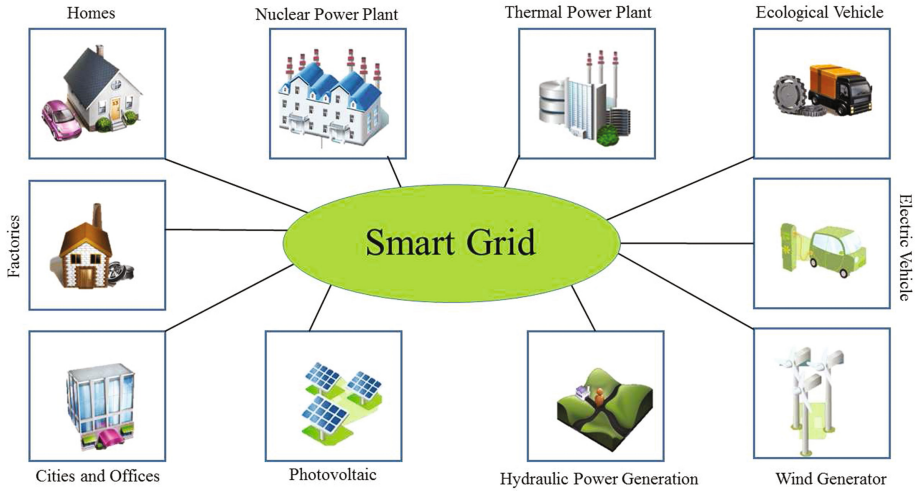 Homes
Nuclear Power Plant
Thermal Power Plant
Ecological Vehicle
Factories
Smart Grid
Electric Vehicle
Cities and Offices
Photovoltaic
Hydraulic Power Generation
Wind Generator